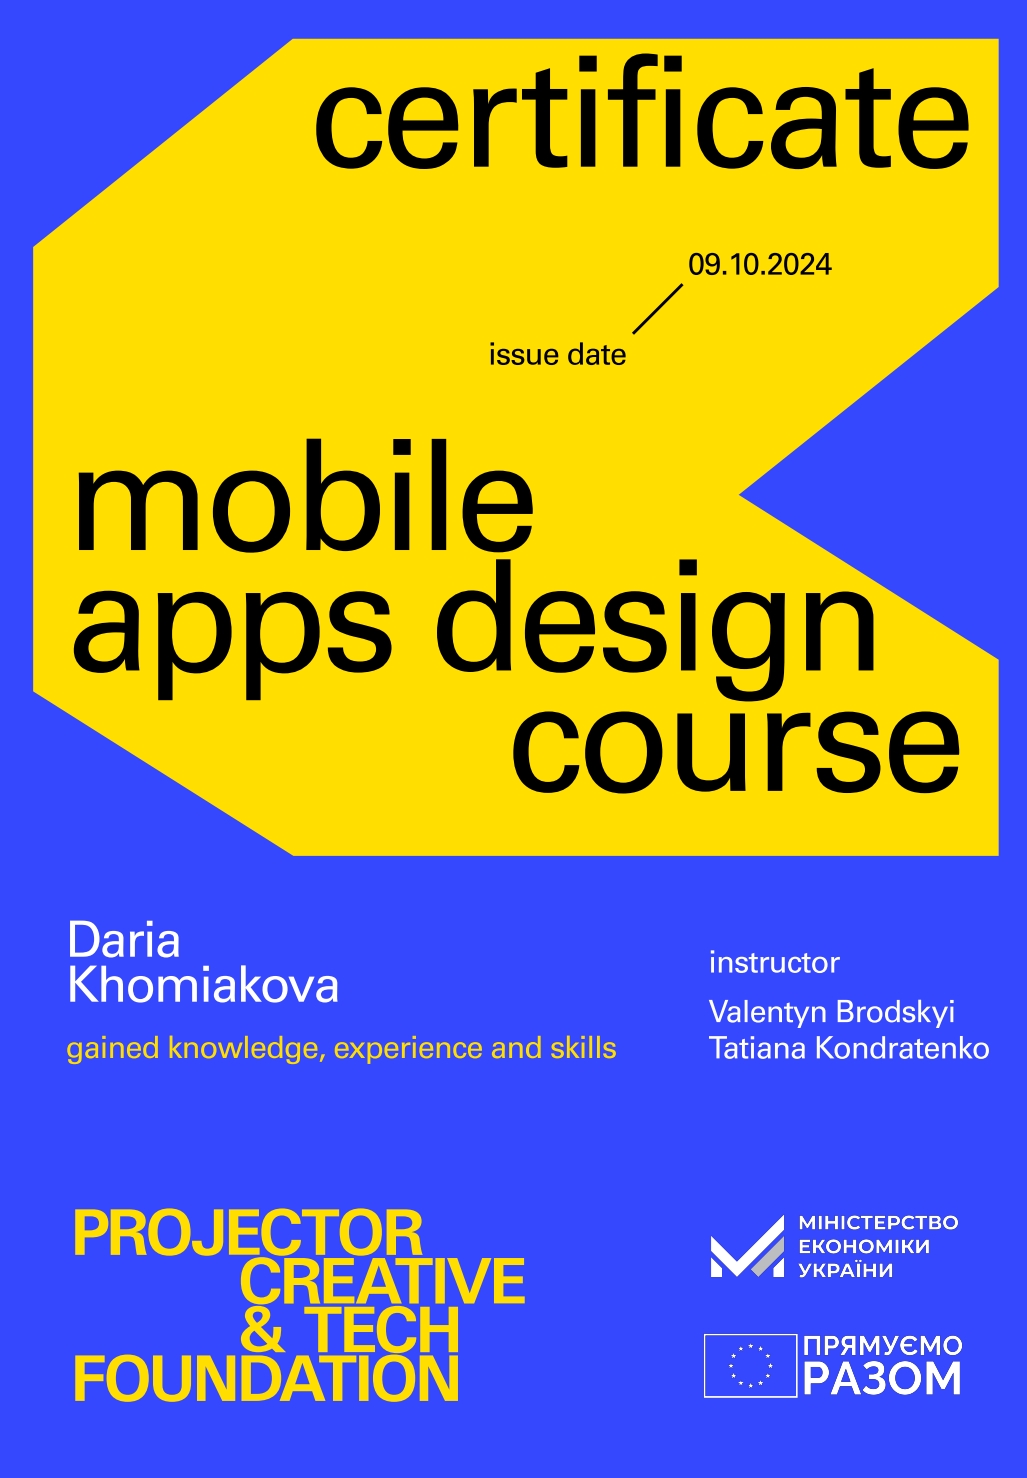 certificate
09.10.2024
issue date
mobile
apps design
course
Daria
Khomiakova
gained knowledge, experience and skills
instructor
Valentyn Brodskyi
Tatiana Kondratenko
PROJECTOR
CREATIVE
& TECH
FOUNDATION
МІНІСТЕРСТВО
ЕКОНОМІКИ
УКРАЇНИ
ПРЯМУЄМО
РАЗОМ